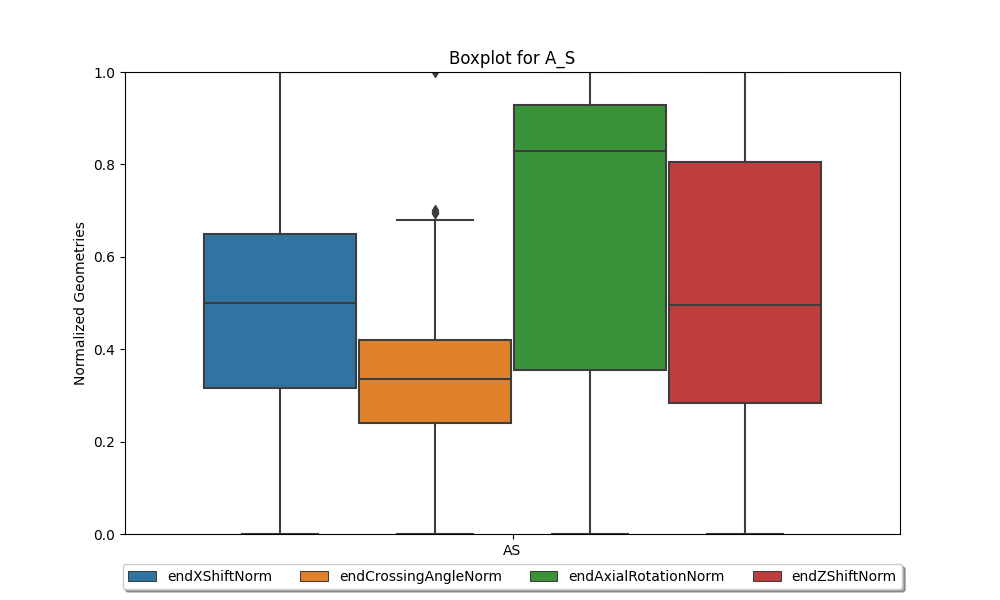 Boxplot for A_S
1.0
0.8
0.6
0.4
0.2
0.0
Normalized Geometries
AS
endXShiftNorm endCrossingAngleNorm endAxialRotationNorm endZShiftNorm